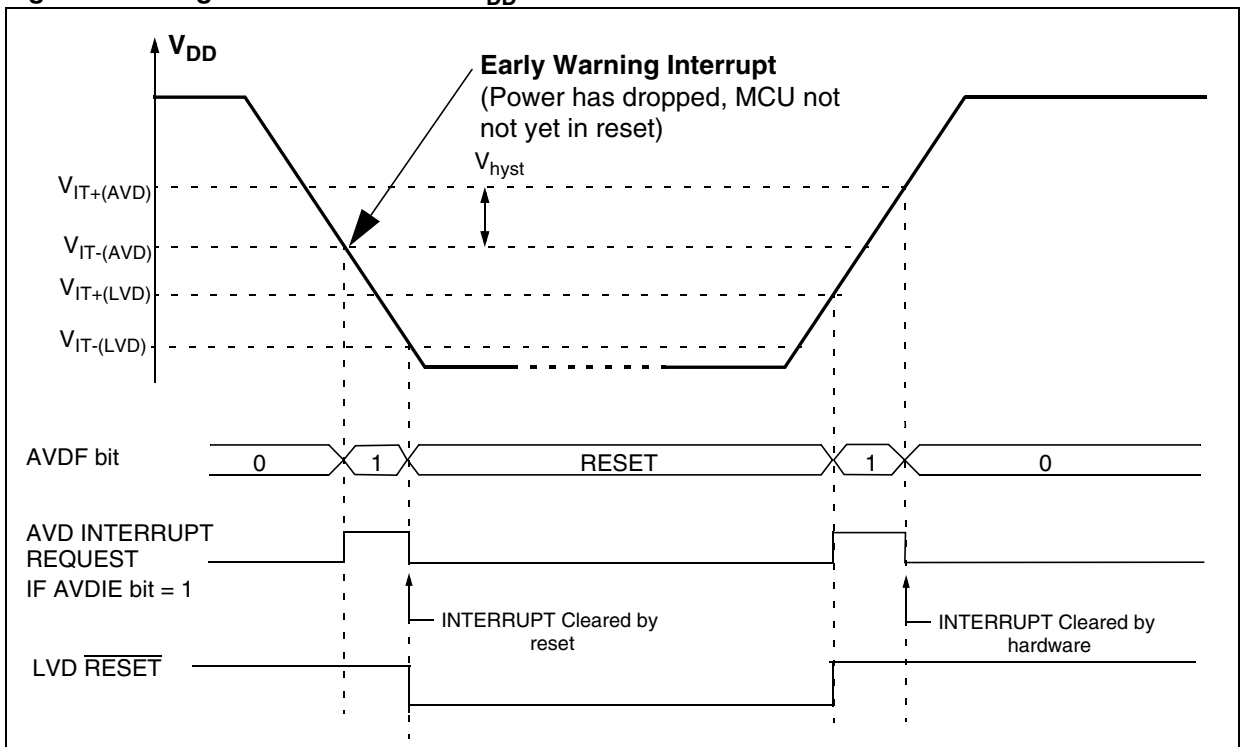 V_DD
Early Warning Interrupt
(Power has dropped, MCU not
not yet in reset)
V_hyst
V_IT+(AVD)
V_IT-(AVD)
V_IT+(LVD)
V_IT-(LVD)
AVDF bit
0
1
RESET
1
0
AVD INTERRUPT
REQUEST
IF AVDIE bit = 1
INTERRUPT Cleared by
reset
INTERRUPT Cleared by
hardware
LVD RESET